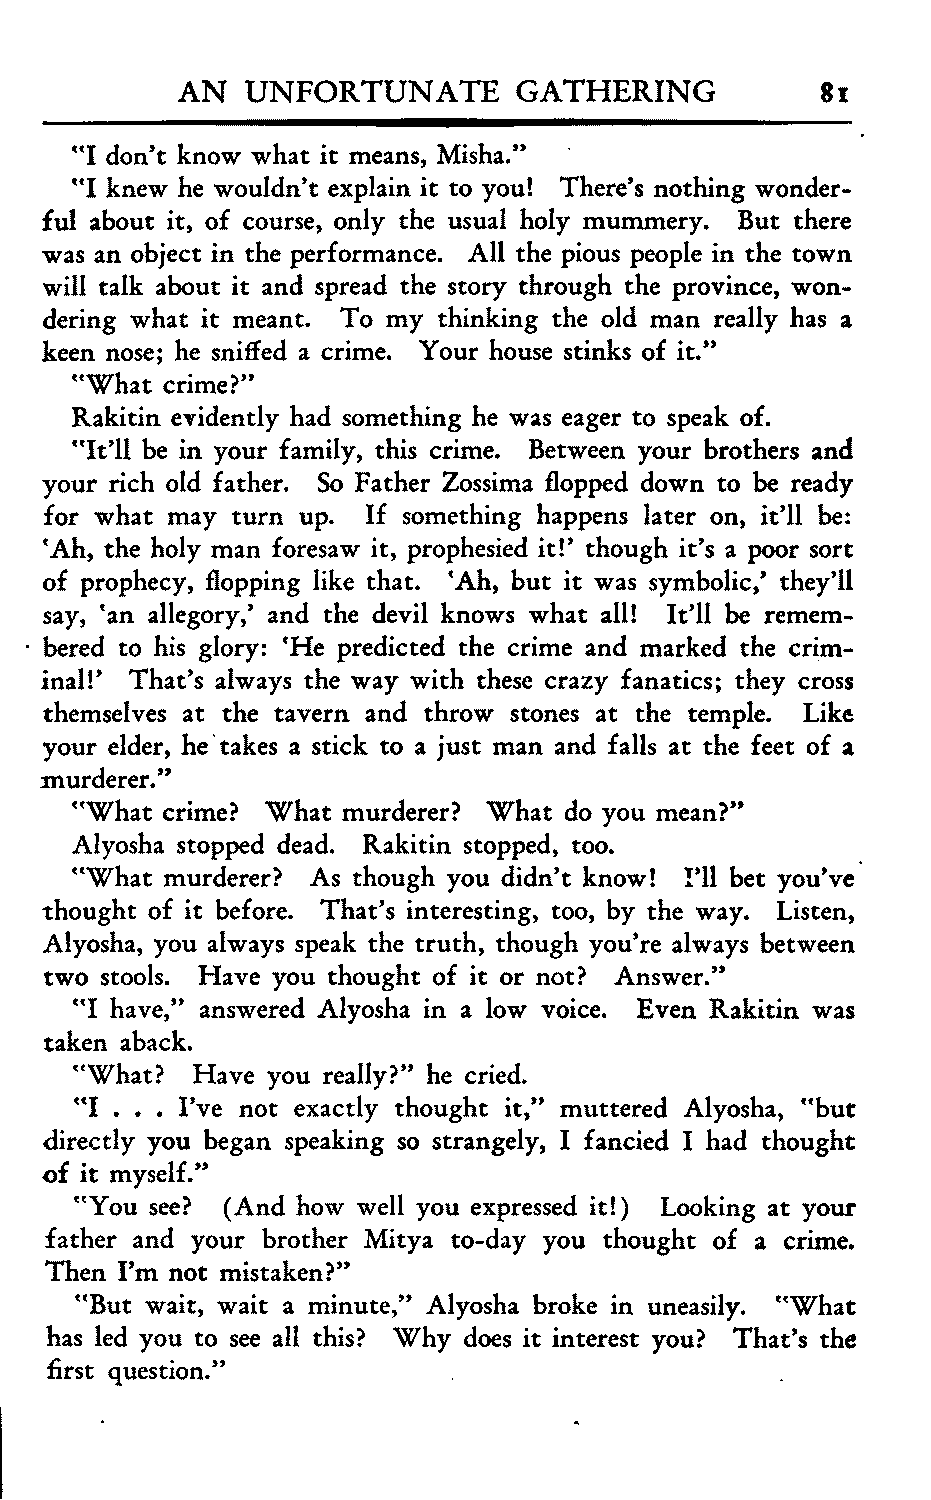 AN UNFORTUNATE GATHERING 81
"I don't know what it means, Misha."
"I knew he wouldn't explain it to you! There's nothing wonder-
ful about it, of course, only the usual holy mummery. But there
was an object in the performance. All the pious people in the town
will talk about it and spread the story through the province, won-
dering what it meant. To my thinking the old man really has a
keen nose; he sniffed a crime. Your house stinks of it."
"What crime?"
Rakitin evidently had something he was eager to speak of.
"It'll be in your family, this crime. Between your brothers and
your rich old father. So Father Zossima flopped down to be ready
for what may turn up. If something happens later on, it'll be:
'Ah, the holy man foresaw it, prophesied it!' though it's a poor sort
of prophecy, flopping like that. 'Ah, but it was symbolic,' they'll
say, 'an allegory,' and the devil knows what all! It'll be remem-
bered to his glory: 'He predicted the crime and marked the crim-
inal!' That's always the way with these crazy fanatics; they cross
themselves at the tavern and throw stones at the temple. Like
your elder, he takes a stick to a just man and falls at the feet of a
murderer."
"What crime? What murderer? What do you mean?"
Alyosha stopped dead. Rakitin stopped, too.
"What murderer? As though you didn't know! I'll bet you've
thought of it before. That's interesting, too, by the way. Listen,
Alyosha, you always speak the truth, though you're always between
two stools. Have you thought of it or not? Answer."
"I have," answered Alyosha in a low voice. Even Rakitin was
taken aback.
"What? Have you really?" he cried.
"I . . . I've not exactly thought it," muttered Alyosha, "but
directly you began speaking so strangely, I fancied I had thought
of it myself."
"You see? (And how well you expressed it!) Looking at your
father and your brother Mitya to-day you thought of a crime.
Then I'm not mistaken?"
"But wait, wait a minute," Alyosha broke in uneasily. "What
has led you to see all this? Why does it interest you? That's the
first question."